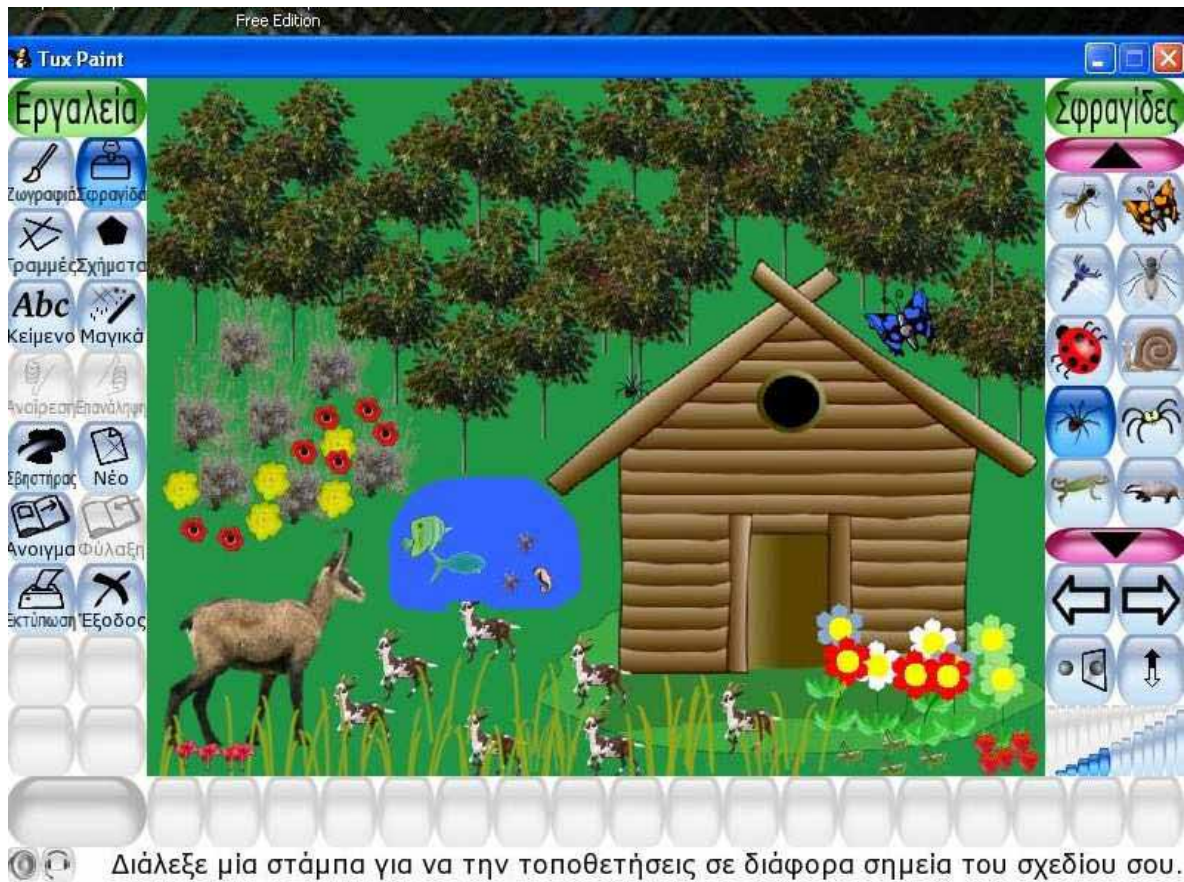 Free Edition
Tux Paint
Εργαλεία
Σφραγίδες
Ζωγραφιά Σφραγίδα
Γραμμές Σχήματα
Abc
Κείμενο Μαγικά
Αναίρεση Επανάληψη
Σβηστήρας Νέο
Άνοιγμα Φύλαξη
Εκτύπωση Έξοδος
Διάλεξε μία στάμπα για να την τοποθετήσεις σε διάφορα σημεία του σχεδίου σου.